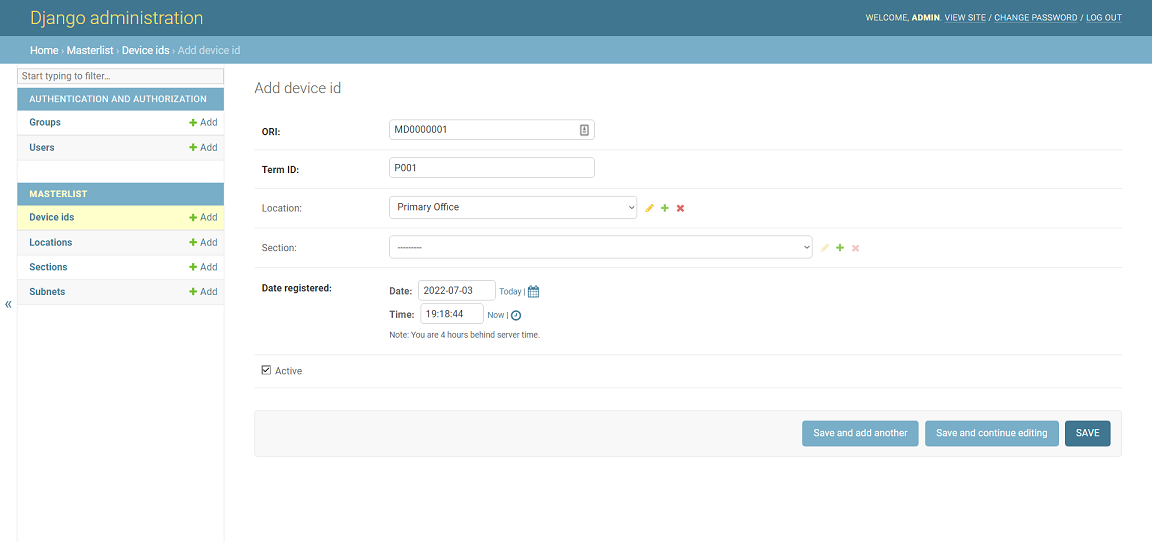 Django administration
WELCOME, ADMIN. VIEW SITE / CHANGE PASSWORD / LOG OUT
Home › Masterlist › Device ids › Add device id
Start typing to filter...
AUTHENTICATION AND AUTHORIZATION
Groups + Add
Users + Add
MASTERLIST
Device ids + Add
Locations + Add
Sections + Add
Subnets + Add
«
Add device id
ORI: MD0000001
Term ID: P001
Location: Primary Office
Section: ---------
Date registered: Date: 2022-07-03 Today |
Time: 19:18:44 Now |
Note: You are 4 hours behind server time.
Active
Save and add another Save and continue editing SAVE